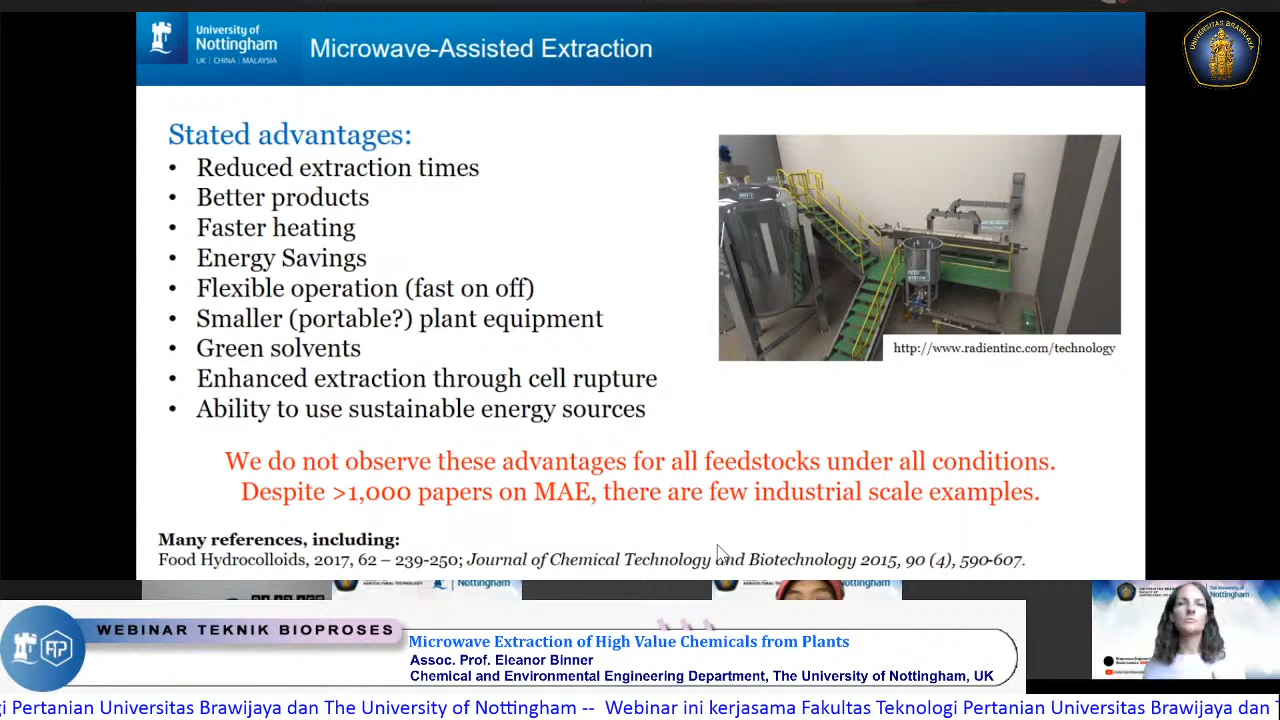 University of
Nottingham
UK | CHINA | MALAYSIA
Microwave-Assisted Extraction
UNIVERSITAS BRAWIJAYA
Stated advantages:
• Reduced extraction times
• Better products
• Faster heating
• Energy Savings
• Flexible operation (fast on off)
• Smaller (portable?) plant equipment
• Green solvents
• Enhanced extraction through cell rupture
• Ability to use sustainable energy sources
http://www.radientinc.com/technology
We do not observe these advantages for all feedstocks under all conditions.
Despite >1,000 papers on MAE, there are few industrial scale examples.
Many references, including:
Food Hydrocolloids, 2017, 62 – 239-250; Journal of Chemical Technology and Biotechnology 2015, 90 (4), 590-607.
Nottingham
Nottingham
Nottingham
WEBINAR TEKNIK BIOPROSES
Microwave Extraction of High Value Chemicals from Plants
Assoc. Prof. Eleanor Binner
Chemical and Environmental Engineering Department, The University of Nottingham, UK
gi Pertanian Universitas Brawijaya dan The University of Nottingham -- Webinar ini kerjasama Fakultas Teknologi Pertanian Universitas Brawijaya dan T